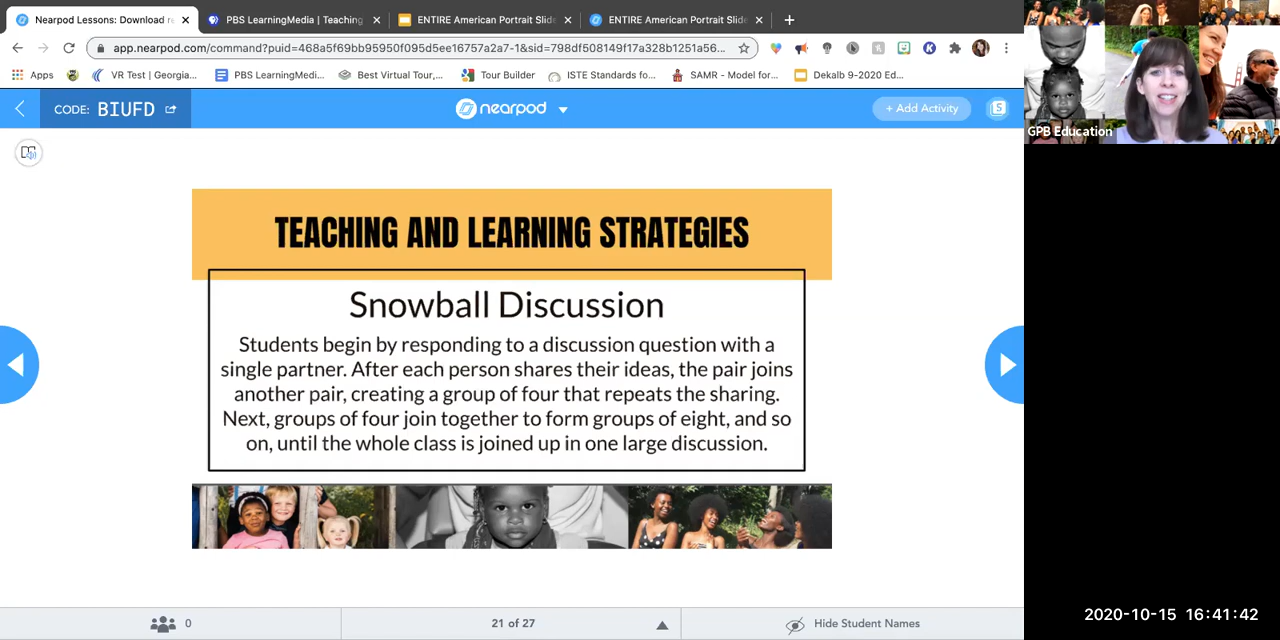 Nearpod Lessons: Download re
PBS LearningMedia | Teaching
ENTIRE American Portrait Slide
ENTIRE American Portrait Slide
app.nearpod.com/command?puid=468a5f69bb95950f095d5ee16757a2a7-1&sid=798df508149f17a328b1251a56...
Apps
VR Test | Georgia...
PBS LearningMedi...
Best Virtual Tour,...
Tour Builder
ISTE Standards fo...
SAMR - Model for...
Dekalb 9-2020 Ed...
CODE: BIUFD
nearpod
+ Add Activity
S
GPB Education
TEACHING AND LEARNING STRATEGIES
Snowball Discussion
Students begin by responding to a discussion question with a
single partner. After each person shares their ideas, the pair joins
another pair, creating a group of four that repeats the sharing.
Next, groups of four join together to form groups of eight, and so
on, until the whole class is joined up in one large discussion.
0
21 of 27
Hide Student Names
2020-10-15 16:41:42